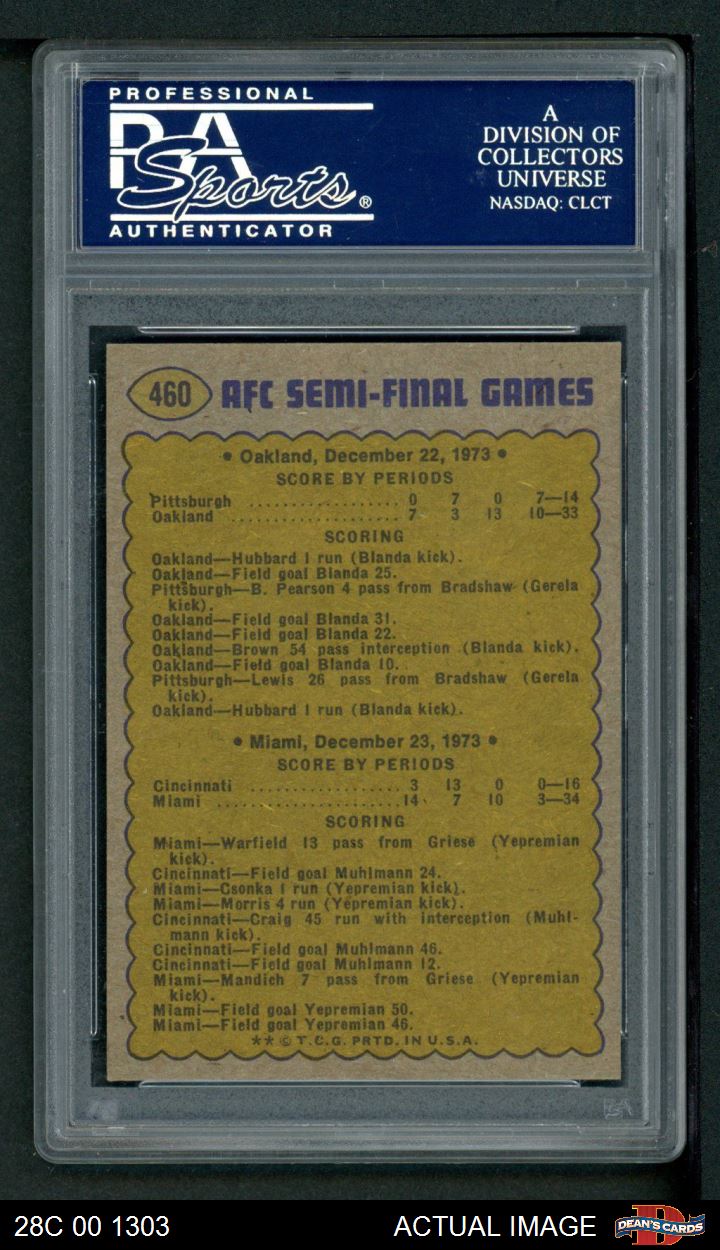 PROFESSIONAL
PSA
Sports®
AUTHENTICATOR
A
DIVISION OF
COLLECTORS
UNIVERSE
NASDAQ: CLCT
460 AFC SEMI-FINAL GAMES
• Oakland, December 22, 1973 •
SCORE BY PERIODS
Pittsburgh .................. 0 7 0 7—14
Oakland .................... 7 3 13 10—33
SCORING
Oakland—Hubbard 1 run (Blanda kick).
Oakland—Field goal Blanda 25.
Pittsburgh—B. Pearson 4 pass from Bradshaw (Gerela
kick).
Oakland—Field goal Blanda 31.
Oakland—Field goal Blanda 22.
Oakland—Brown 54 pass interception (Blanda kick).
Oakland—Field goal Blanda 10.
Pittsburgh—Lewis 26 pass from Bradshaw (Gerela
kick).
Oakland—Hubbard 1 run (Blanda kick).
• Miami, December 23, 1973 •
SCORE BY PERIODS
Cincinnati .................. 3 13 0 0—16
Miami ...................... 14 7 10 3—34
SCORING
Miami—Warfield 13 pass from Griese (Yepremian
kick).
Cincinnati—Field goal Muhlmann 24.
Miami—Csonka 1 run (Yepremian kick).
Miami—Morris 4 run (Yepremian kick).
Cincinnati—Craig 45 run with interception (Muhl-
mann kick).
Cincinnati—Field goal Muhlmann 46.
Cincinnati—Field goal Muhlmann 12.
Miami—Mandich 7 pass from Griese (Yepremian
kick).
Miami—Field goal Yepremian 50.
Miami—Field goal Yepremian 46.
** © T.C.G. PRTD. IN U.S.A.
PSA
28C 00 1303 ACTUAL IMAGE DEAN'S CARDS